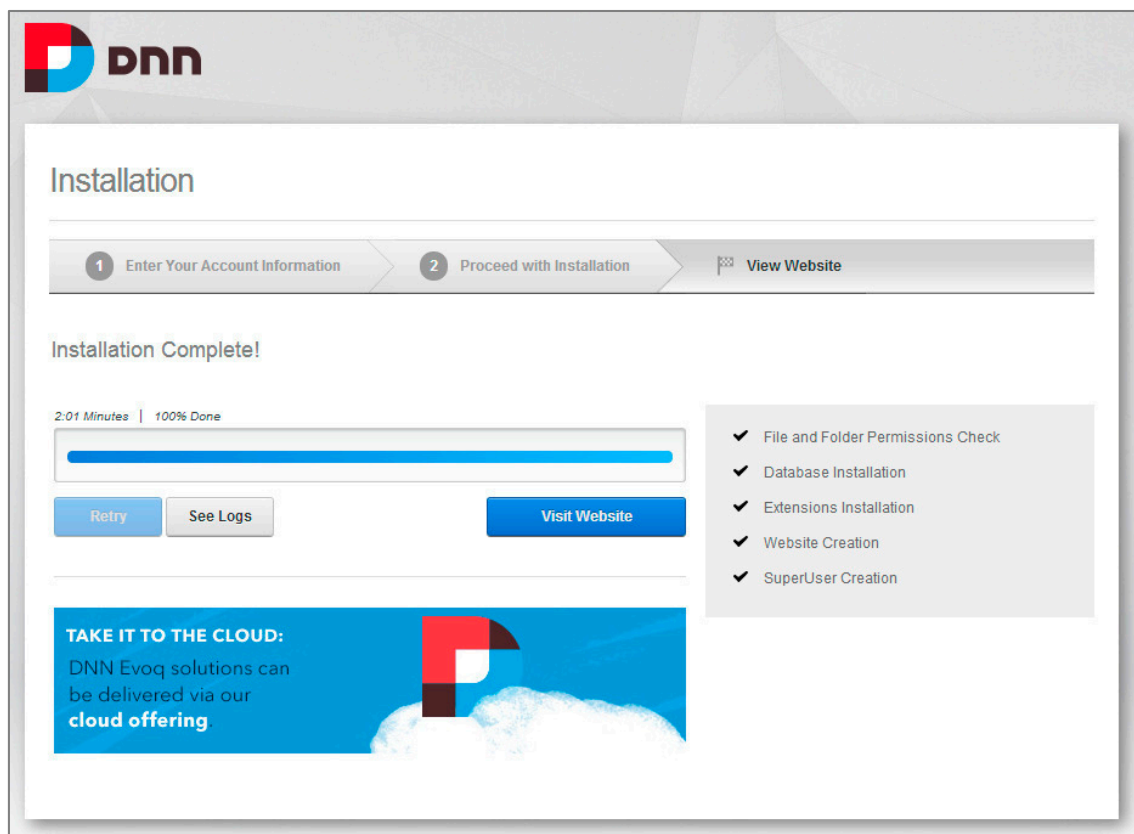 DNN
Installation
1 Enter Your Account Information
2 Proceed with Installation
View Website
Installation Complete!
2:01 Minutes | 100% Done
Retry
See Logs
Visit Website
File and Folder Permissions Check
Database Installation
Extensions Installation
Website Creation
SuperUser Creation
TAKE IT TO THE CLOUD:
DNN Evoq solutions can
be delivered via our
cloud offering.